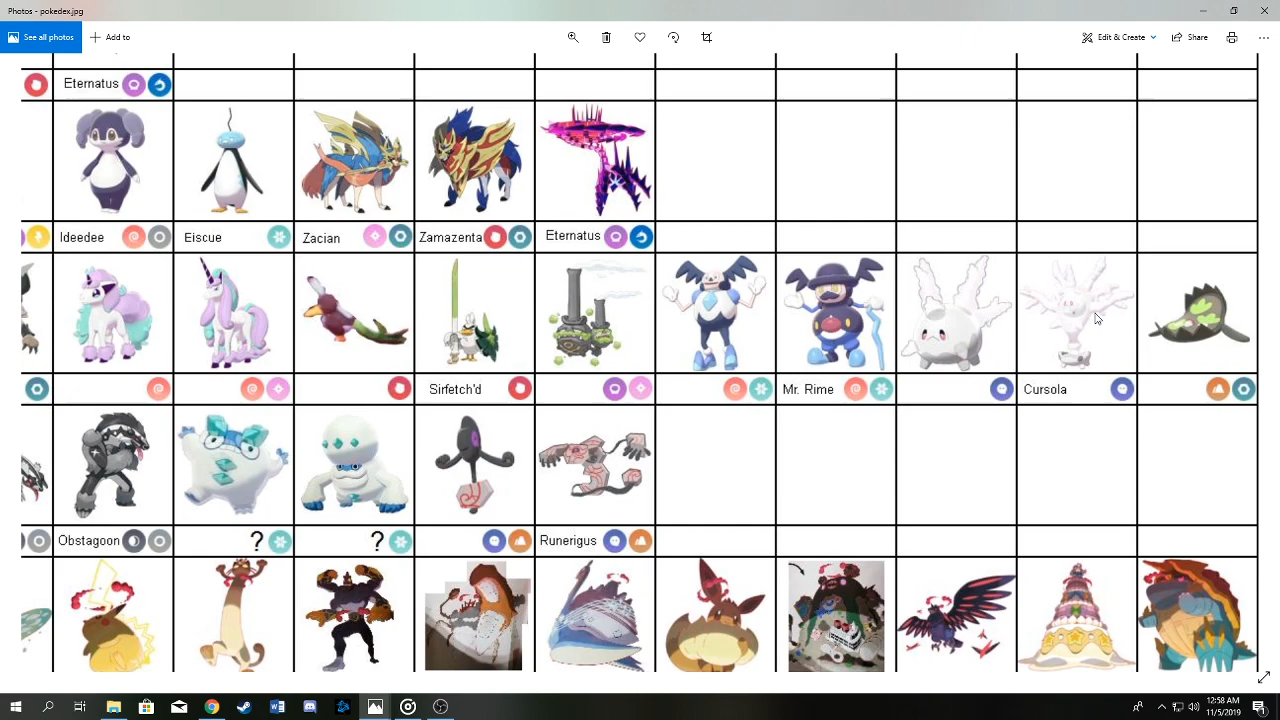 Photos - pokedex.jpg
See all photos
Add to
Edit & Create
Share
Eternatus
Ideedee
Eiscue
Zacian
Zamazenta
Eternatus
Sirfetch'd
Mr. Rime
Cursola
Obstagoon
?
?
Runerigus
12:58 AM
11/5/2019